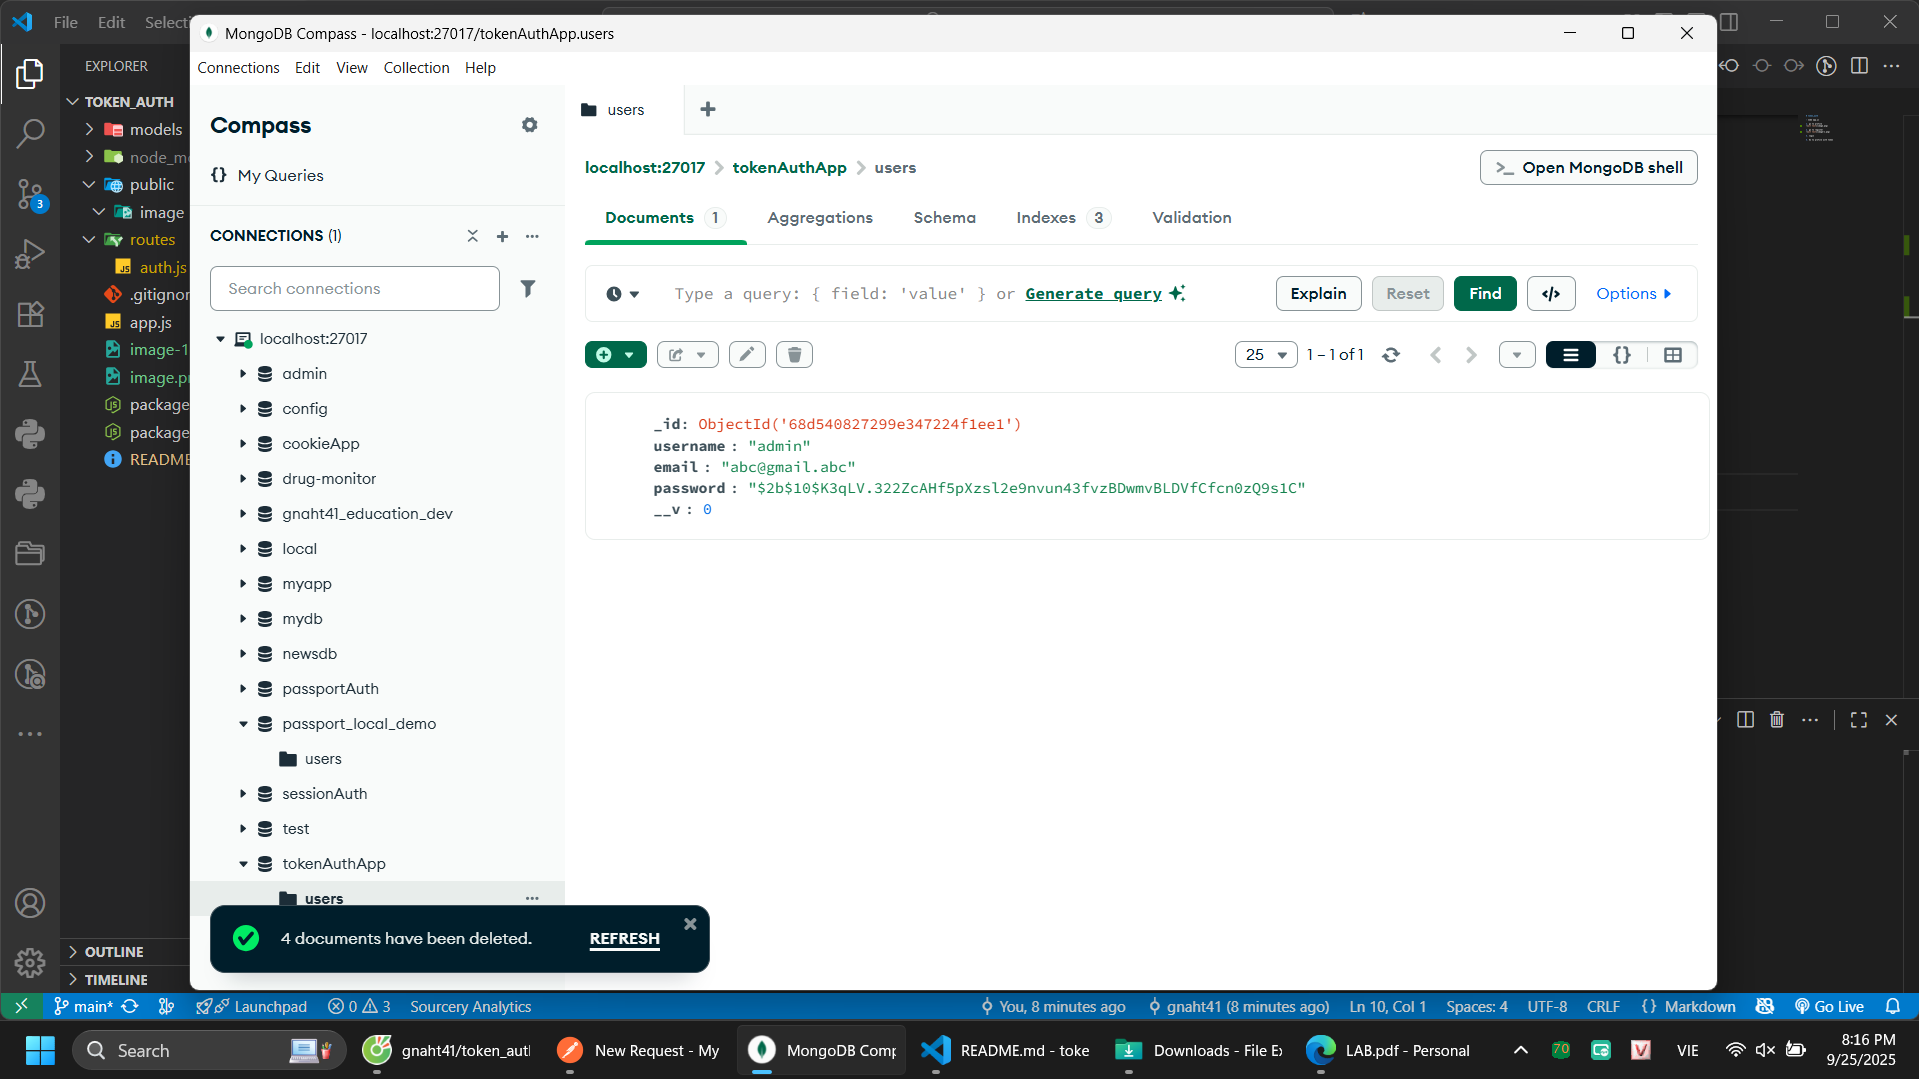 File Edit
MongoDB Compass - localhost:27017/tokenAuthApp.users
Connections Edit View Collection Help
EXPLORER
TOKEN_AUTH
models
public
image
routes
auth.js
app.js
image-1
package
package
Compass
My Queries
CONNECTIONS (1)
Search connections
localhost:27017
admin
config
cookieApp
drug-monitor
gnaht41_education_dev
local
myapp
mydb
newsdb
passportAuth
passport_local_demo
users
sessionAuth
test
tokenAuthApp
users
users
localhost:27017 tokenAuthApp users
>_ Open MongoDB shell
Documents 1 Aggregations Schema Indexes 3 Validation
Type a query: { field: 'value' } or Generate query
Explain Reset Find </> Options
25 1 – 1 of 1
_id: ObjectId('68d540827299e347224f1ee1')
username : "admin"
email : "abc@gmail.abc"
password : "$2b$10$K3qLV.322ZcAHf5pXzsl2e9nvun43fvzBDwmvBLDVfCfcn0zQ9s1C"
__v : 0
4 documents have been deleted. REFRESH
3
OUTLINE
TIMELINE
main* Launchpad 0 3 Sourcery Analytics You, 8 minutes ago gnaht41 (8 minutes ago) Ln 10, Col 1 Spaces: 4 UTF-8 CRLF {} Markdown Go Live
Search gnaht41/token_aut New Request - My MongoDB Comp README.md - toke Downloads - File Ex LAB.pdf - Personal 70 VIE
8:16 PM
9/25/2025